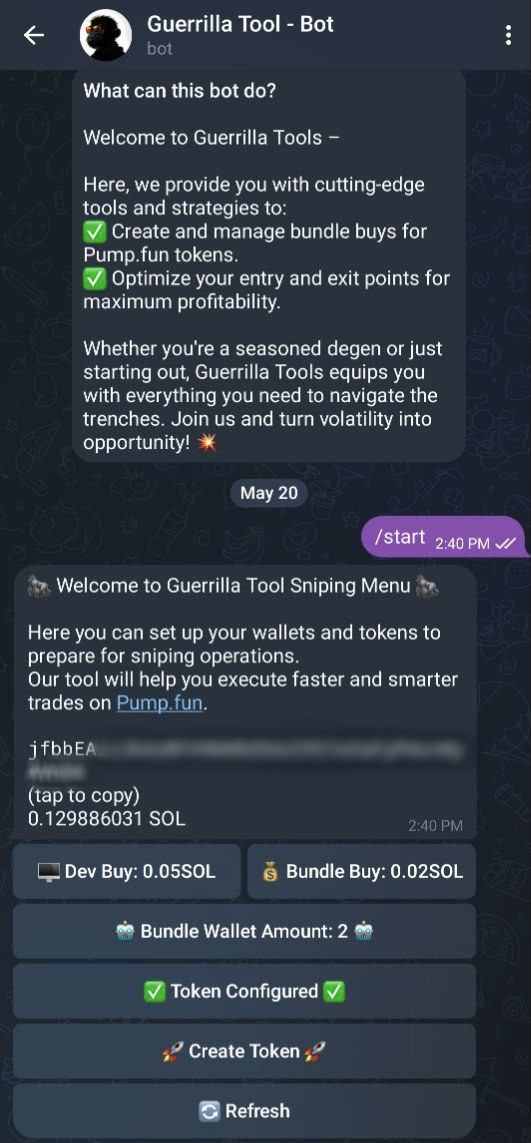 Guerrilla Tool - Bot
bot
What can this bot do?
Welcome to Guerrilla Tools –
Here, we provide you with cutting-edge
tools and strategies to:
✅ Create and manage bundle buys for
Pump.fun tokens.
✅ Optimize your entry and exit points for
maximum profitability.
Whether you're a seasoned degen or just
starting out, Guerrilla Tools equips you
with everything you need to navigate the
trenches. Join us and turn volatility into
opportunity! 💥
May 20
/start 2:40 PM
🦍 Welcome to Guerrilla Tool Sniping Menu 🦍
Here you can set up your wallets and tokens to
prepare for sniping operations.
Our tool will help you execute faster and smarter
trades on Pump.fun.
jfbbEA
(tap to copy)
0.129886031 SOL
2:40 PM
🖥️ Dev Buy: 0.05SOL
💰 Bundle Buy: 0.02SOL
🤖 Bundle Wallet Amount: 2 🤖
✅ Token Configured ✅
🚀 Create Token 🚀
🔄 Refresh